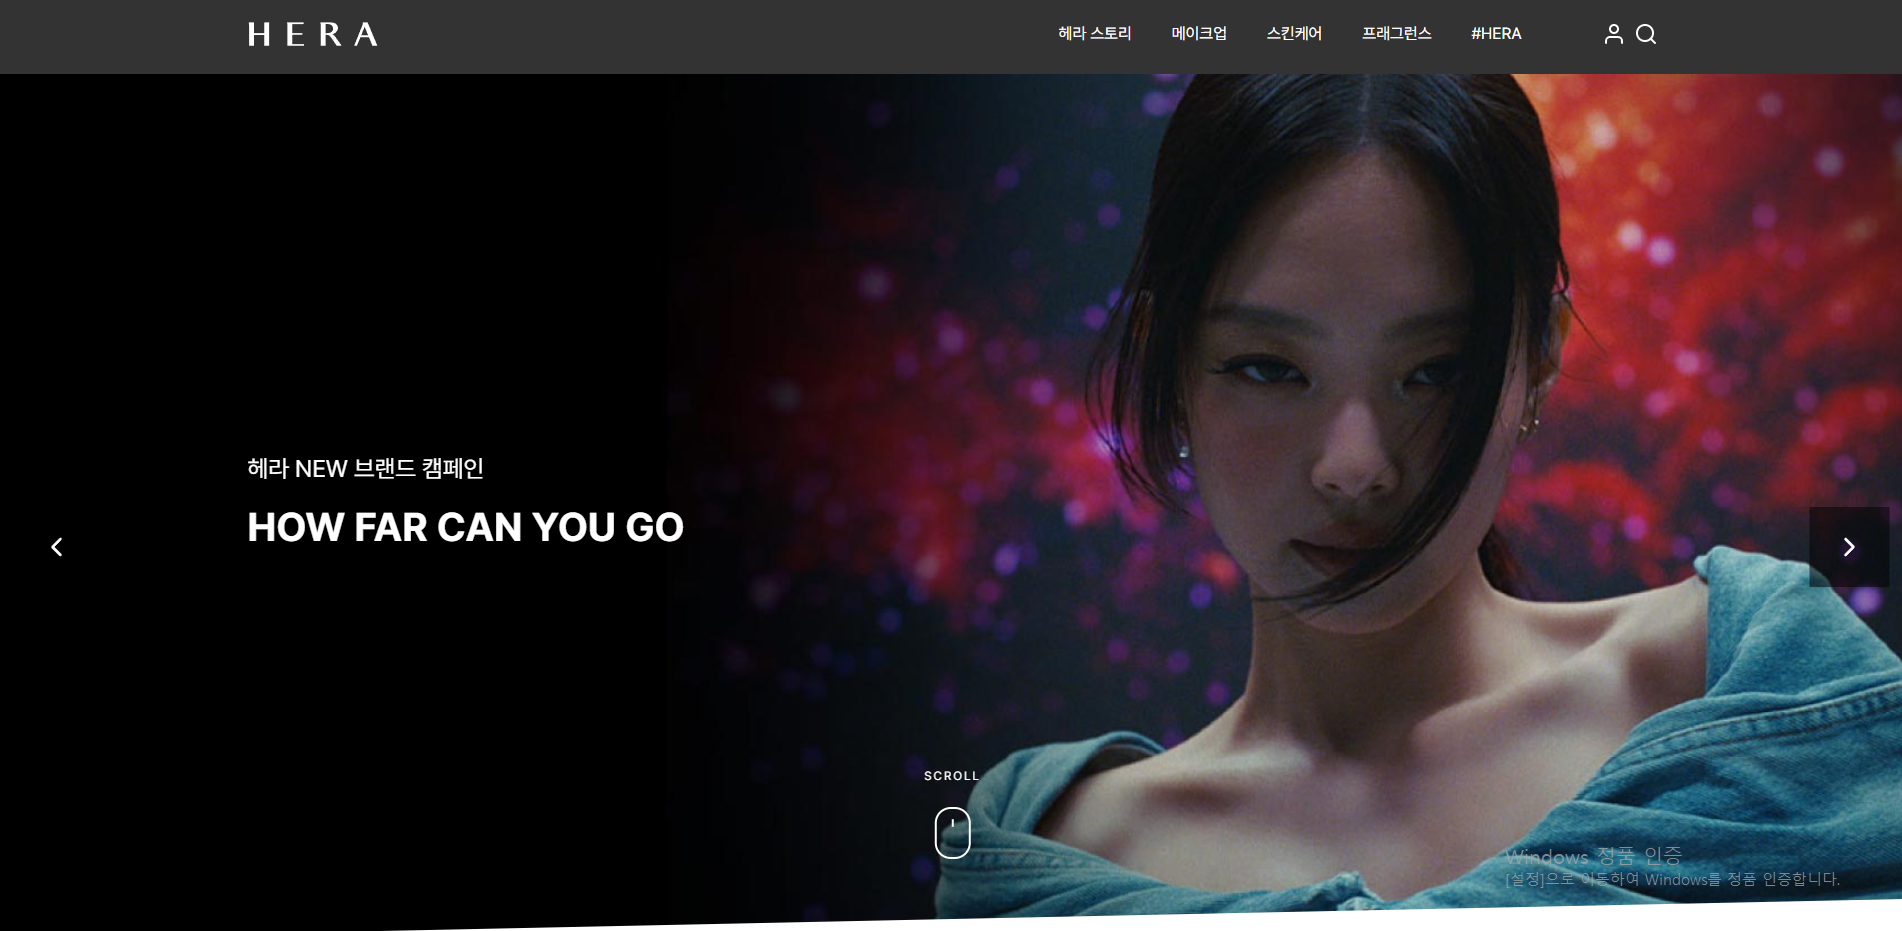 HERA
헤라 스토리
메이크업
스킨케어
프래그런스
#HERA
헤라 NEW 브랜드 캠페인
HOW FAR CAN YOU GO
SCROLL
Windows 정품 인증
[설정]으로 이동하여 Windows를 정품 인증합니다.